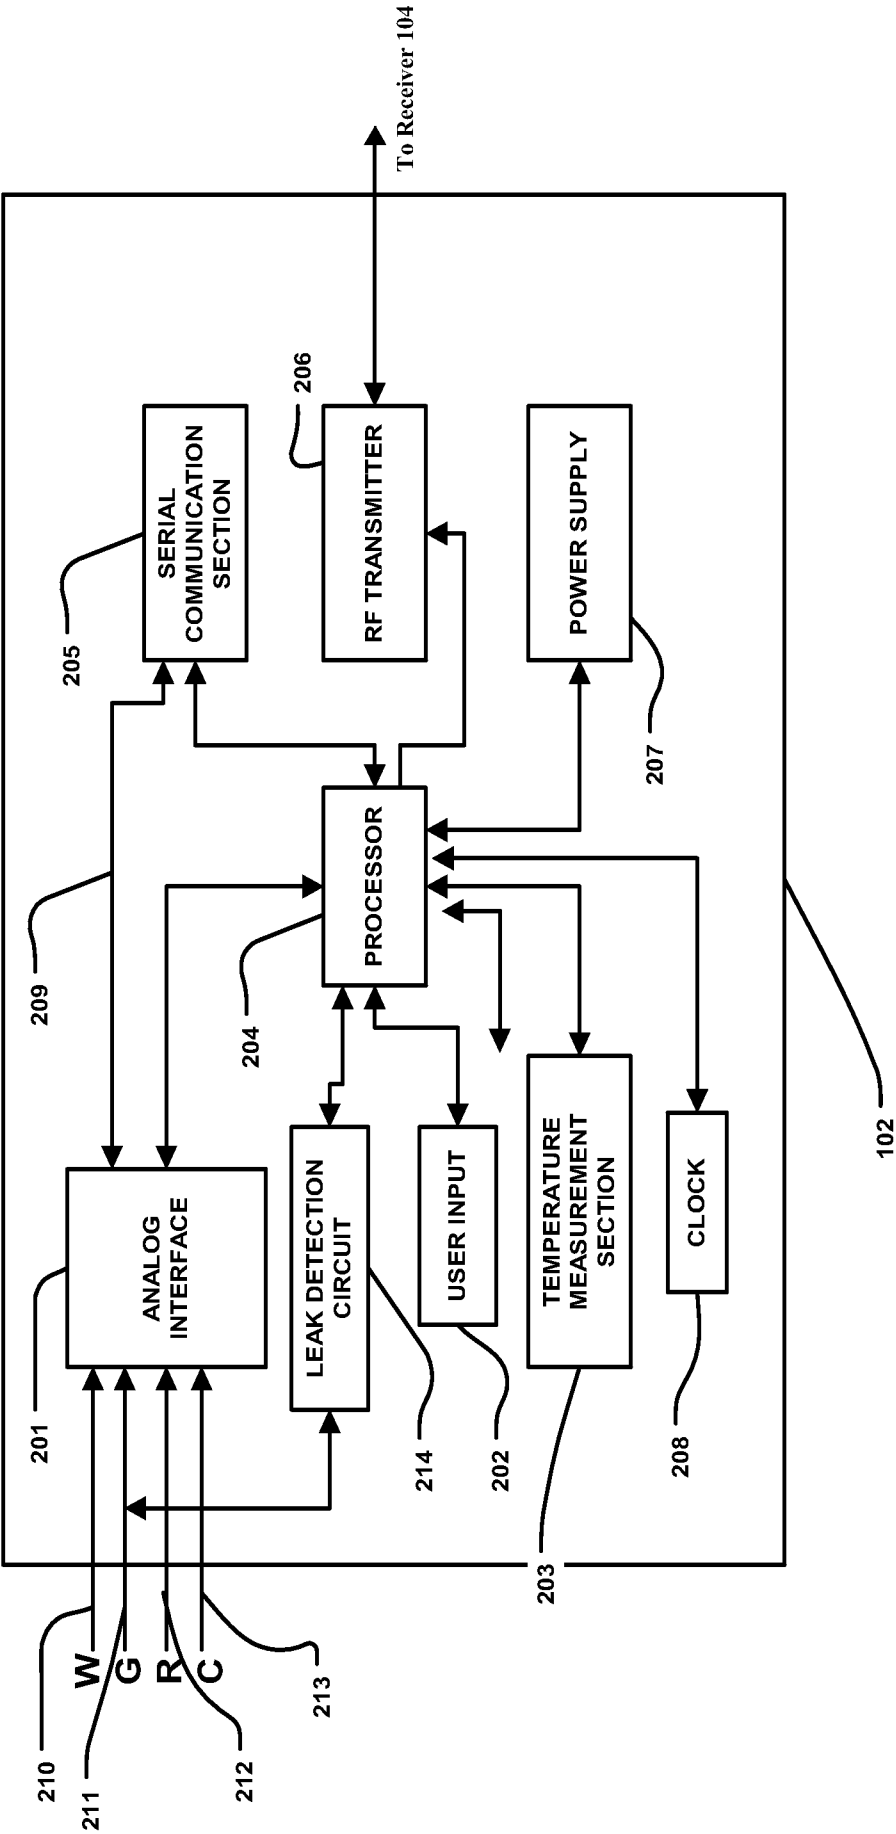 210
211
212
213
W
G
R
C
201
ANALOG
INTERFACE
209
205
SERIAL
COMMUNICATION
SECTION
LEAK DETECTION
CIRCUIT
214
204
PROCESSOR
206
RF TRANSMITTER
To Receiver 104
USER INPUT
202
203
TEMPERATURE
MEASUREMENT
SECTION
POWER SUPPLY
207
208
CLOCK
102